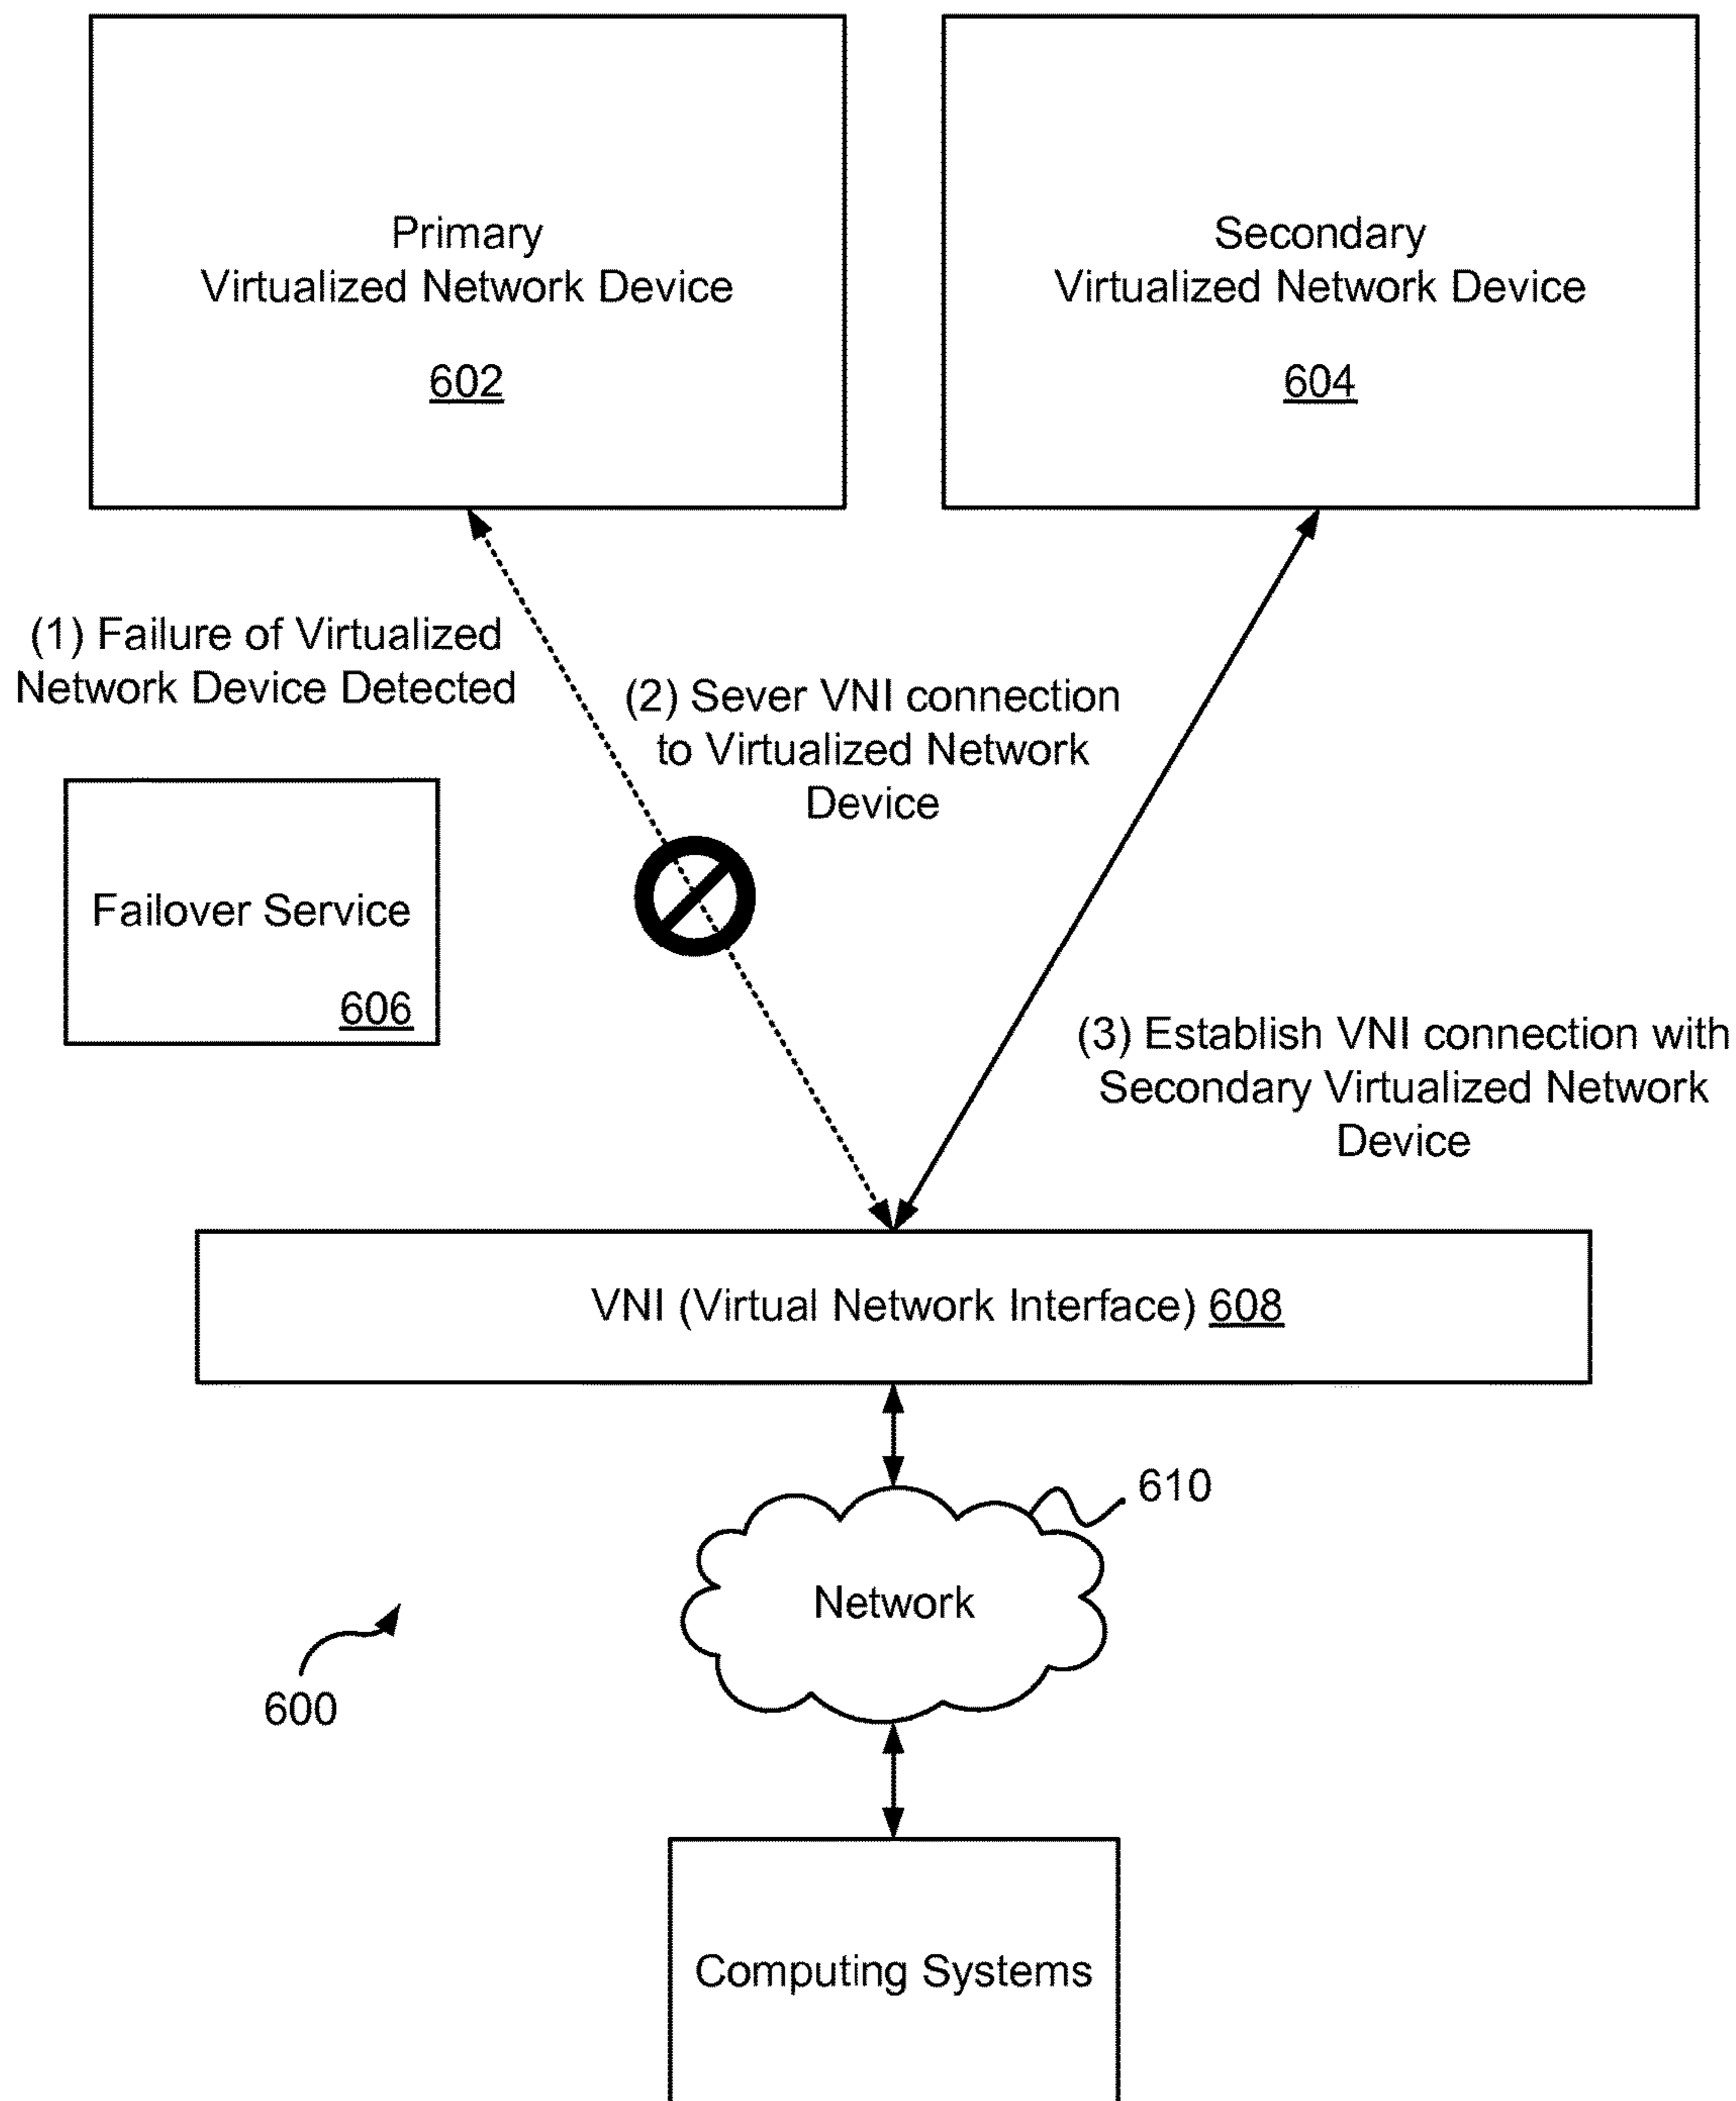 Primary
Virtualized Network Device
602
Secondary
Virtualized Network Device
604
(1) Failure of Virtualized
Network Device Detected
(2) Sever VNI connection
to Virtualized Network
Device
Failover Service
606
(3) Establish VNI connection with
Secondary Virtualized Network
Device
VNI (Virtual Network Interface) 608
610
Network
600
Computing Systems